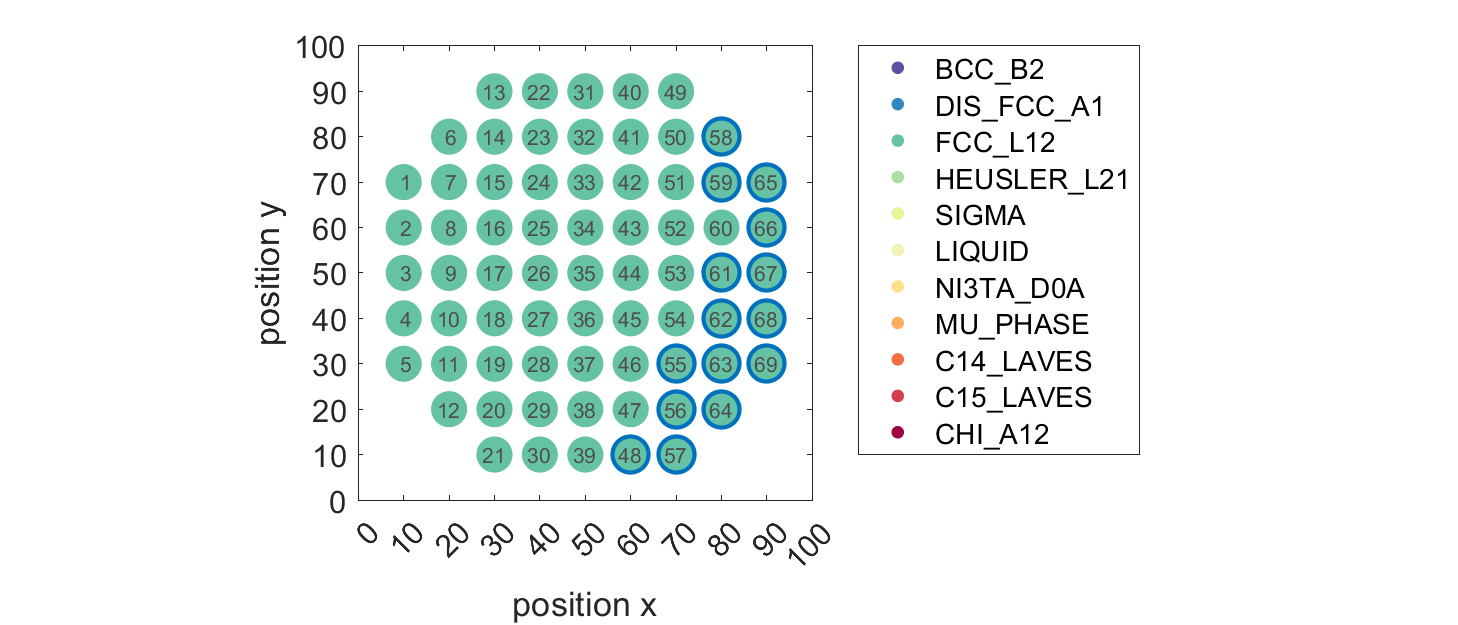 100
90 13 22 31 40 49
80 6 14 23 32 41 50 58
70 1 7 15 24 33 42 51 59 65
60 2 8 16 25 34 43 52 60 66
50 3 9 17 26 35 44 53 61 67
40 4 10 18 27 36 45 54 62 68
30 5 11 19 28 37 46 55 63 69
20 12 20 29 38 47 56 64
10 21 30 39 48 57
0
position y
0 10 20 30 40 50 60 70 80 90 100
position x
BCC_B2
DIS_FCC_A1
FCC_L12
HEUSLER_L21
SIGMA
LIQUID
NI3TA_D0A
MU_PHASE
C14_LAVES
C15_LAVES
CHI_A12